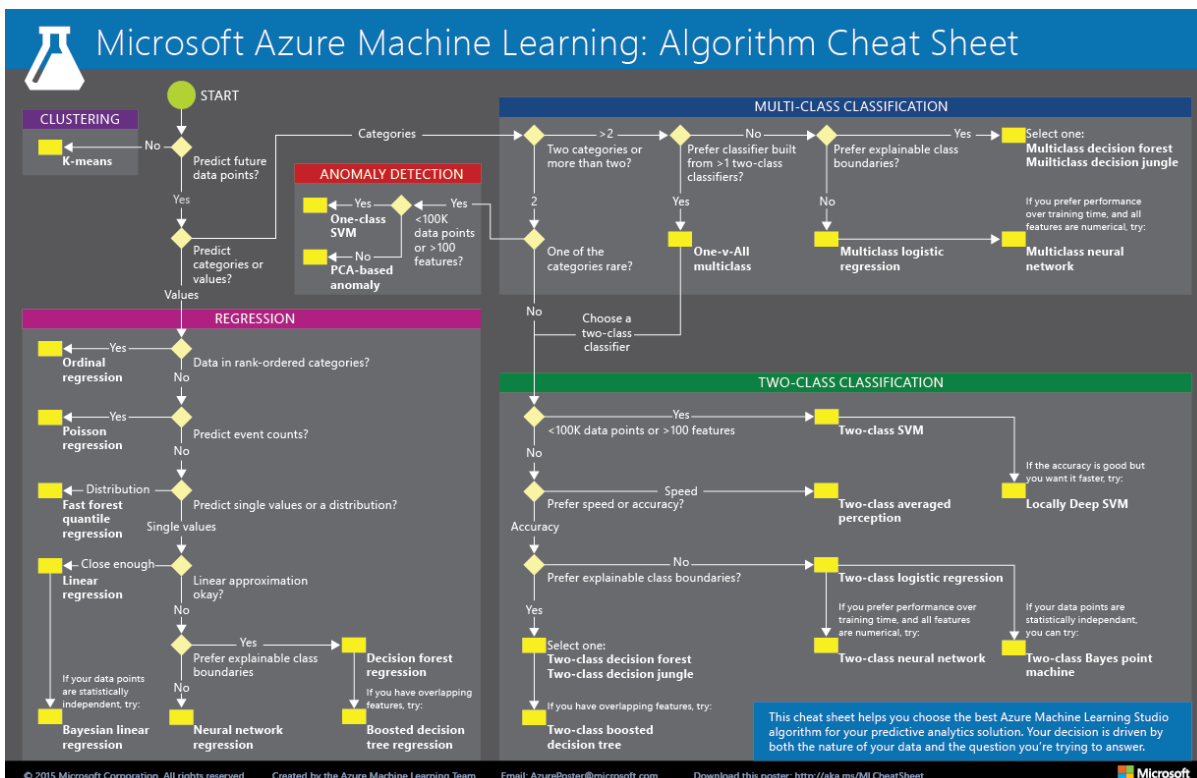 Microsoft Azure Machine Learning: Algorithm Cheat Sheet
START
CLUSTERING
K-means
No
Predict future
data points?
Yes
Predict
categories or
values?
Categories
Values
ANOMALY DETECTION
Yes
One-class
SVM
Yes
<100K
data points
or >100
features?
No
PCA-based
anomaly
MULTI-CLASS CLASSIFICATION
Two categories or
more than two?
>2
2
Prefer classifier built
from >1 two-class
classifiers?
No
Yes
Prefer explainable class
boundaries?
Yes
Select one:
Multiclass decision forest
Muilticlass decision jungle
No
One of the
categories rare?
One-v-All
multiclass
Multiclass logistic
regression
If you prefer performance
over training time, and all
features are numerical, try:
Multiclass neural
network
No
Choose a
two-class
classifier
REGRESSION
Yes
Ordinal
regression
Data in rank-ordered categories?
No
Yes
Poisson
regression
Predict event counts?
No
Distribution
Fast forest
quantile
regression
Predict single values or a distribution?
Single values
Close enough
Linear
regression
Linear approximation
okay?
No
Yes
Prefer explainable class
boundaries
Decision forest
regression
No
If your data points
are statistically
independent, try:
Bayesian linear
regression
Neural network
regression
If you have overlapping
features, try:
Boosted decision
tree regression
TWO-CLASS CLASSIFICATION
Yes
<100K data points or >100 features
Two-class SVM
No
If the accuracy is good but
you want it faster, try:
Locally Deep SVM
Speed
Prefer speed or accuracy?
Two-class averaged
perception
Accuracy
No
Prefer explainable class boundaries?
Two-class logistic regression
Yes
If you prefer performance over
training time, and all features
are numerical, try:
Two-class neural network
If your data points are
statistically independant,
you can try:
Two-class Bayes point
machine
Select one:
Two-class decision forest
Two-class decision jungle
If you have overlapping features, try:
Two-class boosted
decision tree
This cheat sheet helps you choose the best Azure Machine Learning Studio
algorithm for your predictive analytics solution. Your decision is driven by
both the nature of your data and the question you're trying to answer.
© 2015 Microsoft Corporation. All rights reserved. Created by the Azure Machine Learning Team Email: AzurePoster@microsoft.com Download this poster: http://aka.ms/MLCheatSheet
Microsoft